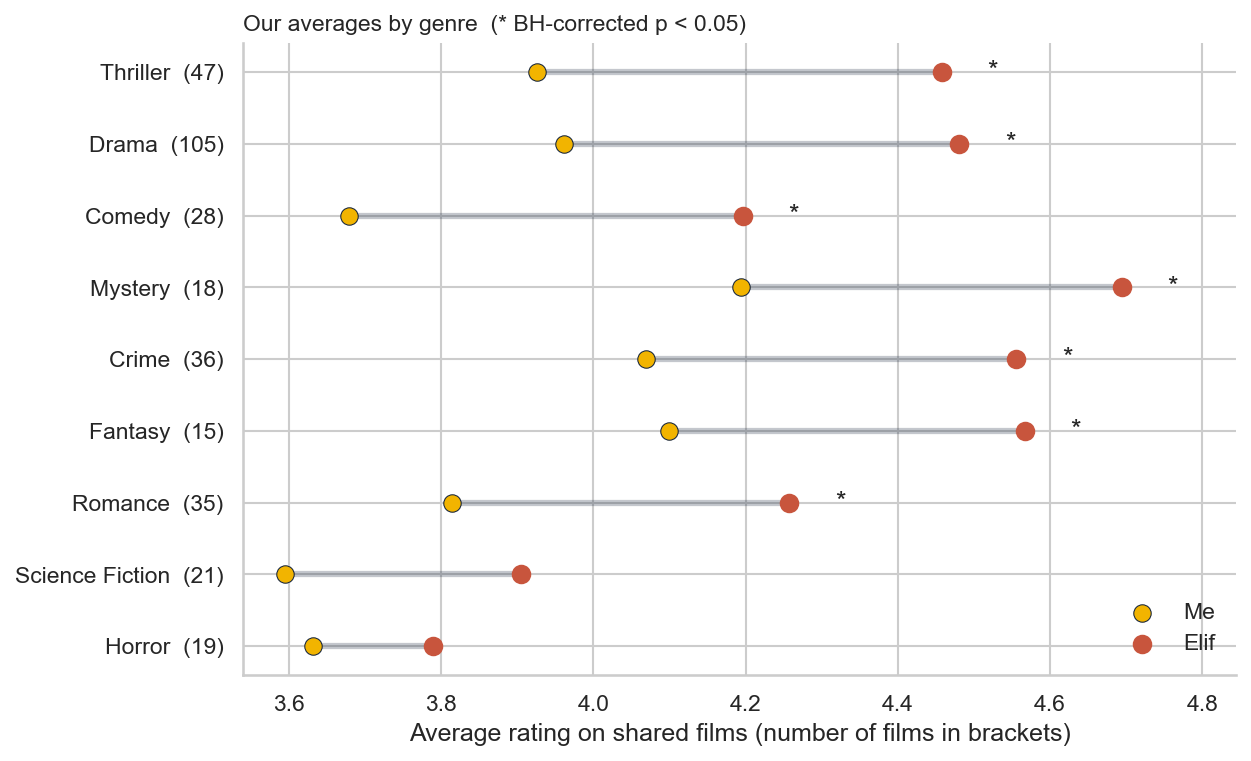 Our averages by genre  (* BH-corrected p < 0.05)
Thriller  (47)
*
Drama  (105)
*
Comedy  (28)
*
Mystery  (18)
*
Crime  (36)
*
Fantasy  (15)
*
Romance  (35)
*
Science Fiction  (21)
Horror  (19)
Me
Elif
3.6 3.8 4.0 4.2 4.4 4.6 4.8
Average rating on shared films (number of films in brackets)